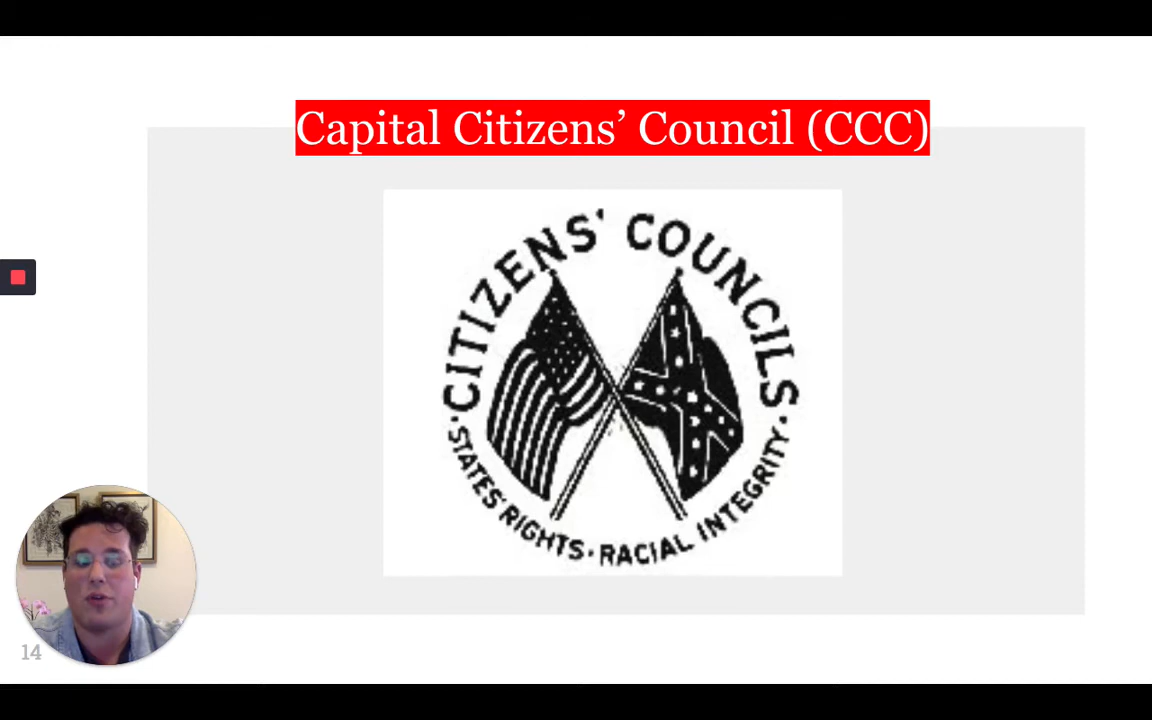 Capital Citizens’ Council (CCC)
CITIZENS' COUNCILS
· STATES' RIGHTS · RACIAL INTEGRITY ·
14